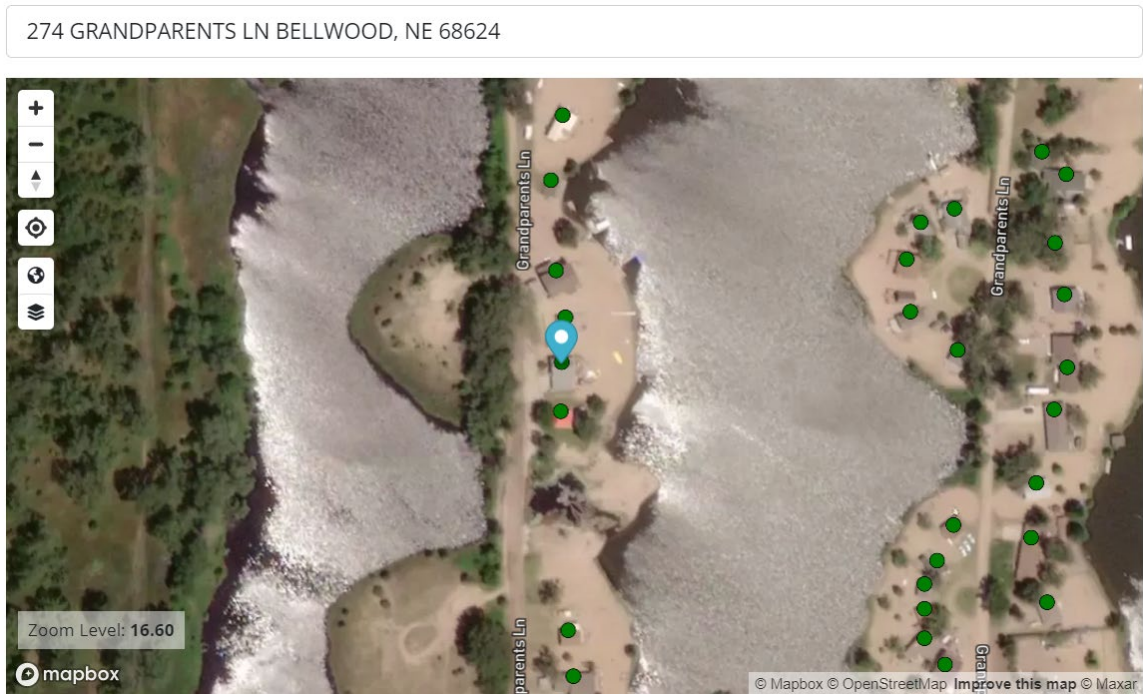 274 GRANDPARENTS LN BELLWOOD, NE 68624
Grandparents Ln
Grandparents Ln
parents Ln
Gran
Zoom Level: 16.60
mapbox
© Mapbox © OpenStreetMap Improve this map © Maxar